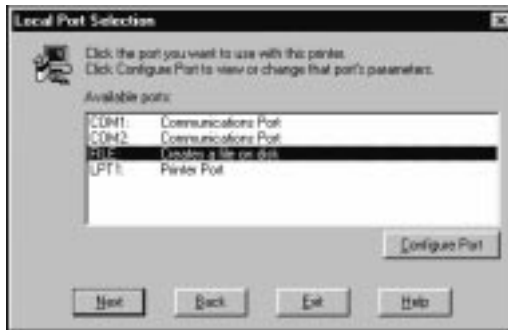 Local Port Selection
Click the port you want to use with this printer.
Click Configure Port to view or change that port's parameters.
Available ports:
COM1: Communications Port
COM2: Communications Port
FILE: Creates a file on disk
LPT1: Printer Port
Configure Port
Next Back Exit Help